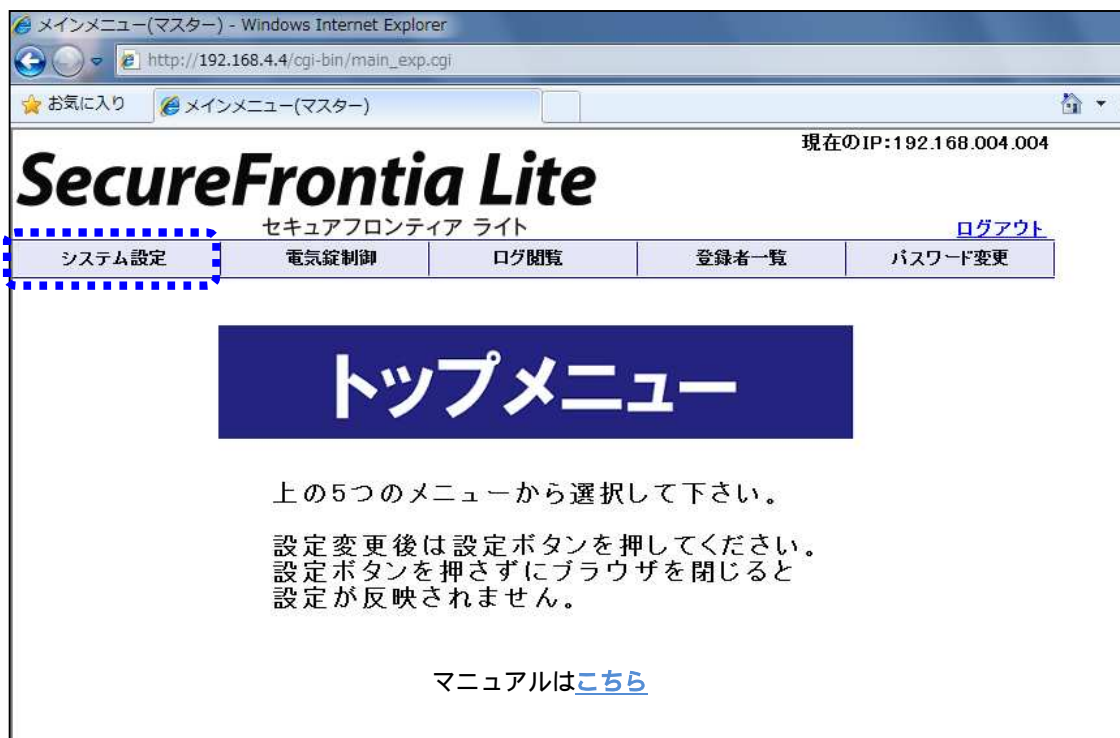 メインメニュー(マスター) - Windows Internet Explorer
http://192.168.4.4/cgi-bin/main_exp.cgi
お気に入り メインメニュー(マスター)
現在のIP:192.168.004.004
SecureFrontia Lite
セキュアフロンティア ライト
ログアウト
システム設定 電気錠制御 ログ閲覧 登録者一覧 パスワード変更
トップメニュー
上の5つのメニューから選択して下さい。
設定変更後は設定ボタンを押してください。
設定ボタンを押さずにブラウザを閉じると
設定が反映されません。
マニュアルはこちら